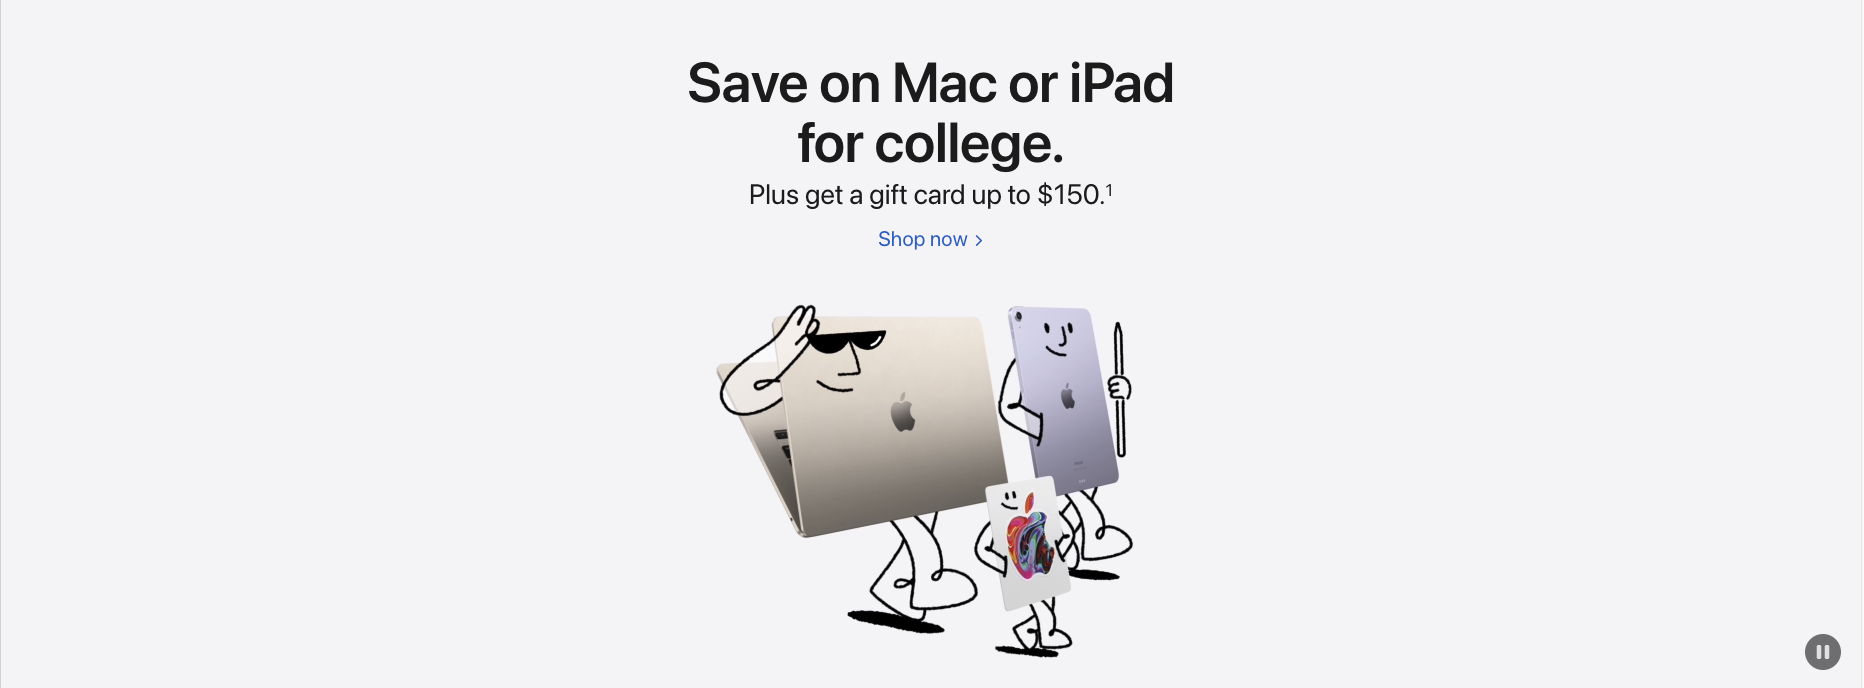 Save on Mac or iPad
for college.
Plus get a gift card up to $150.¹
Shop now >